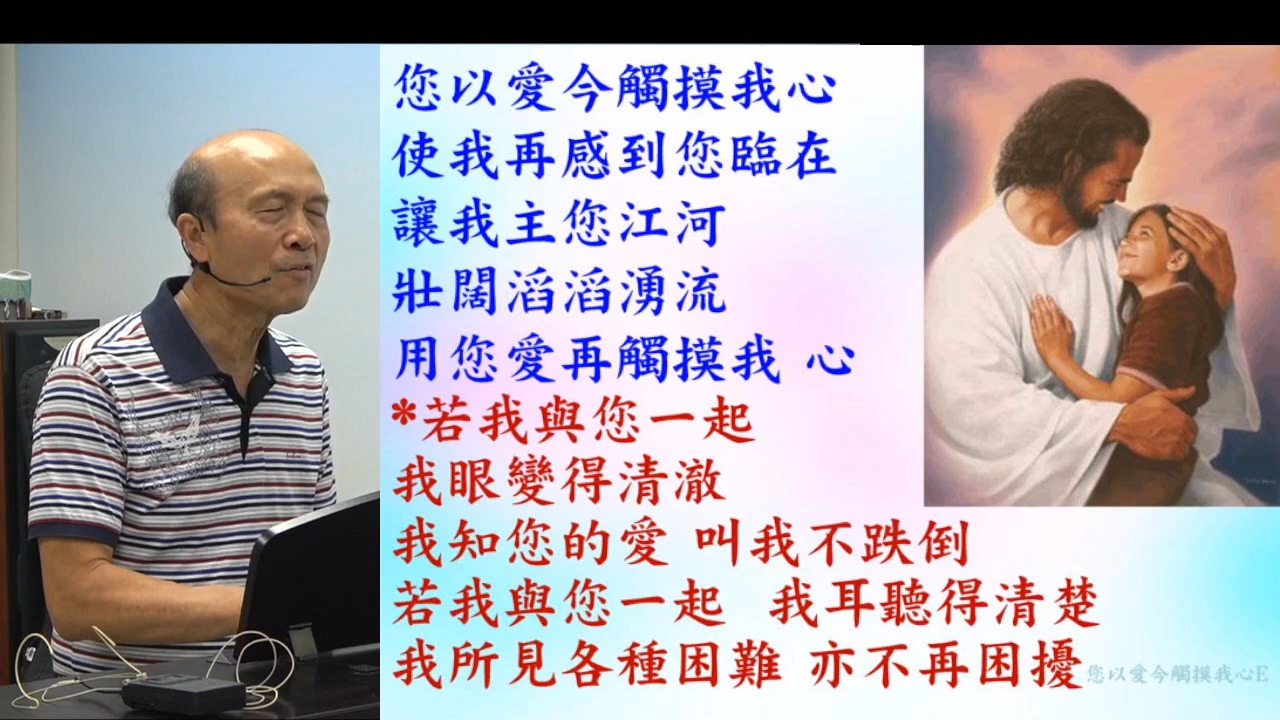 您以愛今觸摸我心
使我再感到您臨在
讓我主您江河
壯闊滔滔湧流
用您愛再觸摸我 心
*若我與您一起
我眼變得清澈
我知您的愛 叫我不跌倒
若我與您一起 我耳聽得清楚
我所見各種困難 亦不再困擾
您以愛今觸摸我心E